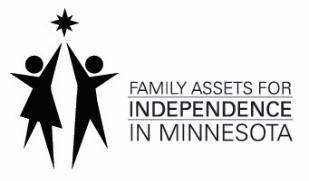 FAMILY ASSETS FOR
INDEPENDENCE
IN MINNESOTA